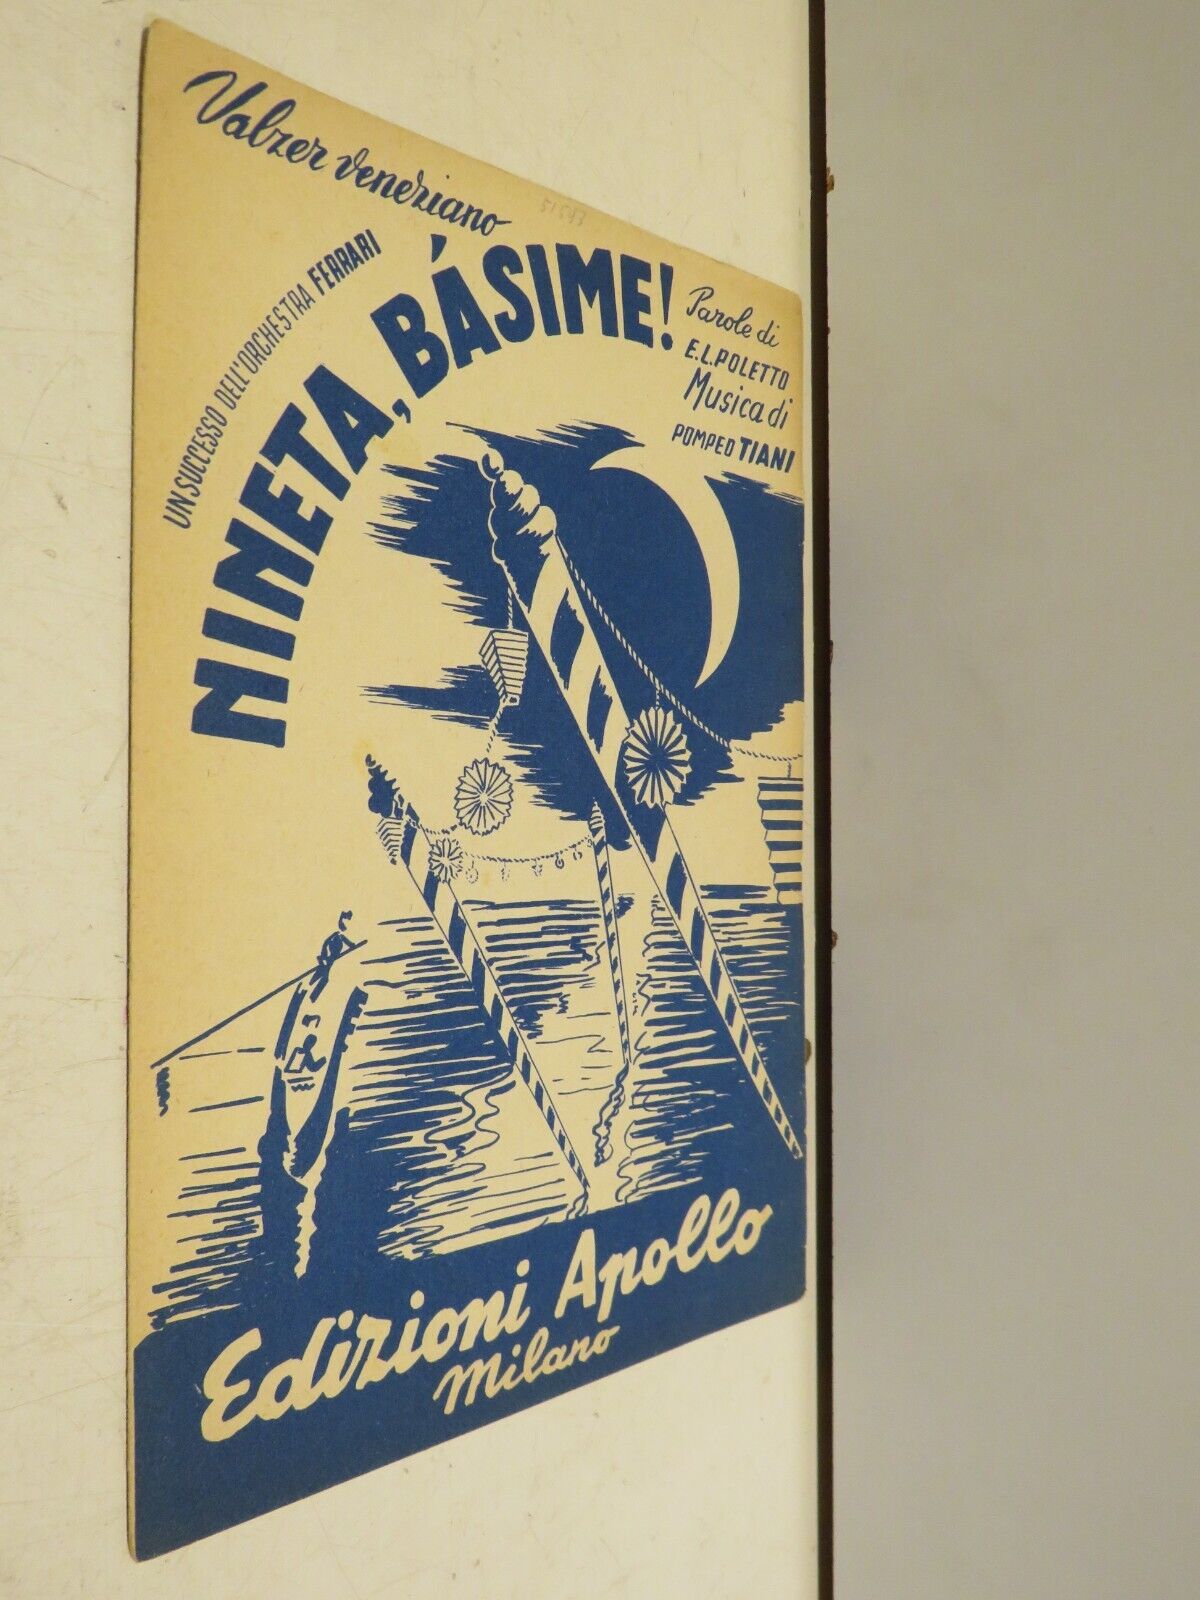 Valzer veneziano
UN SUCCESSO DELL'ORCHESTRA FERRARI
NINETA, BÁSIME!
Parole di
E.L. POLETTO
Musica di
POMPEO TIANI
Edizioni Apollo
Milano